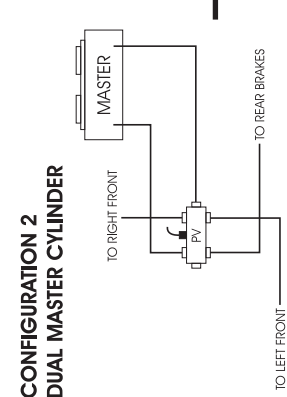 CONFIGURATION 2
DUAL MASTER CYLINDER
MASTER
TO RIGHT FRONT
PV
TO REAR BRAKES
TO LEFT FRONT